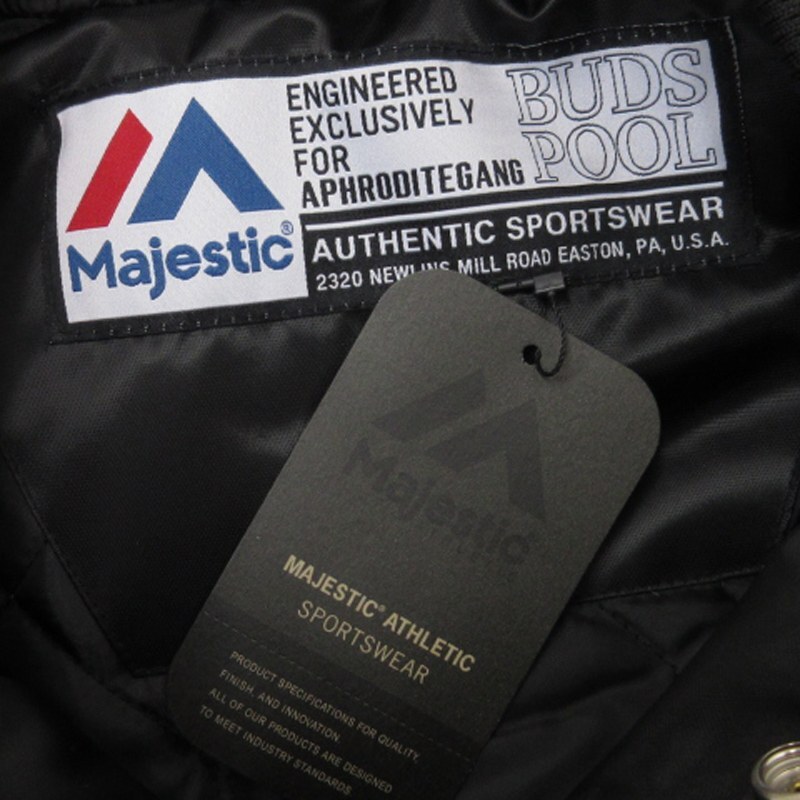 ENGINEERED
EXCLUSIVELY
FOR
APHRODITEGANG
BUDS
POOL
Majestic®
AUTHENTIC SPORTSWEAR
2320 NEWLINS MILL ROAD EASTON, PA, U.S.A.
Majestic
MAJESTIC® ATHLETIC
SPORTSWEAR
PRODUCT SPECIFICATIONS FOR QUALITY,
FINISH, AND INNOVATION
ALL OF OUR PRODUCTS ARE DESIGNED
TO MEET INDUSTRY STANDARDS